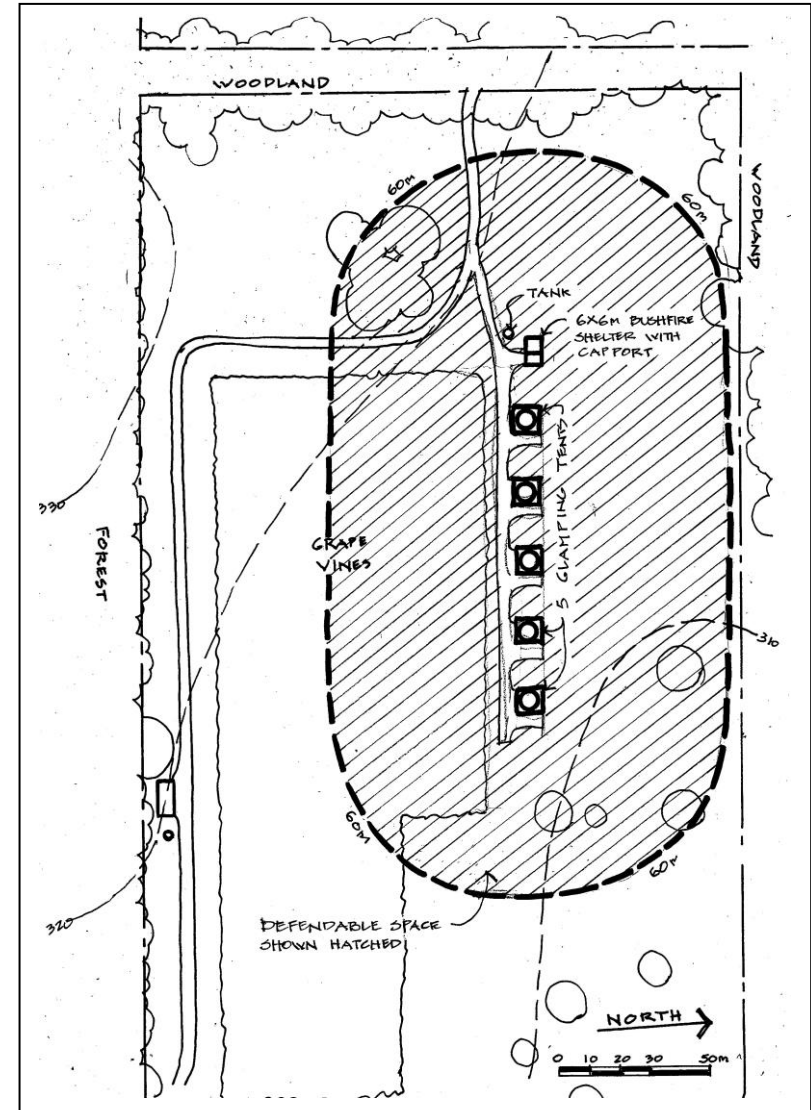 WOODLAND
WOODLAND
60m
60m
TANK
6x6m BUSHFIRE
SHELTER WITH
CARPORT
5 GLAMPING TENTS
330
FOREST
GRAPE
VINES
310
60m
60m
320
DEFENDABLE SPACE
SHOWN HATCHED
NORTH
0 10 20 30 50m